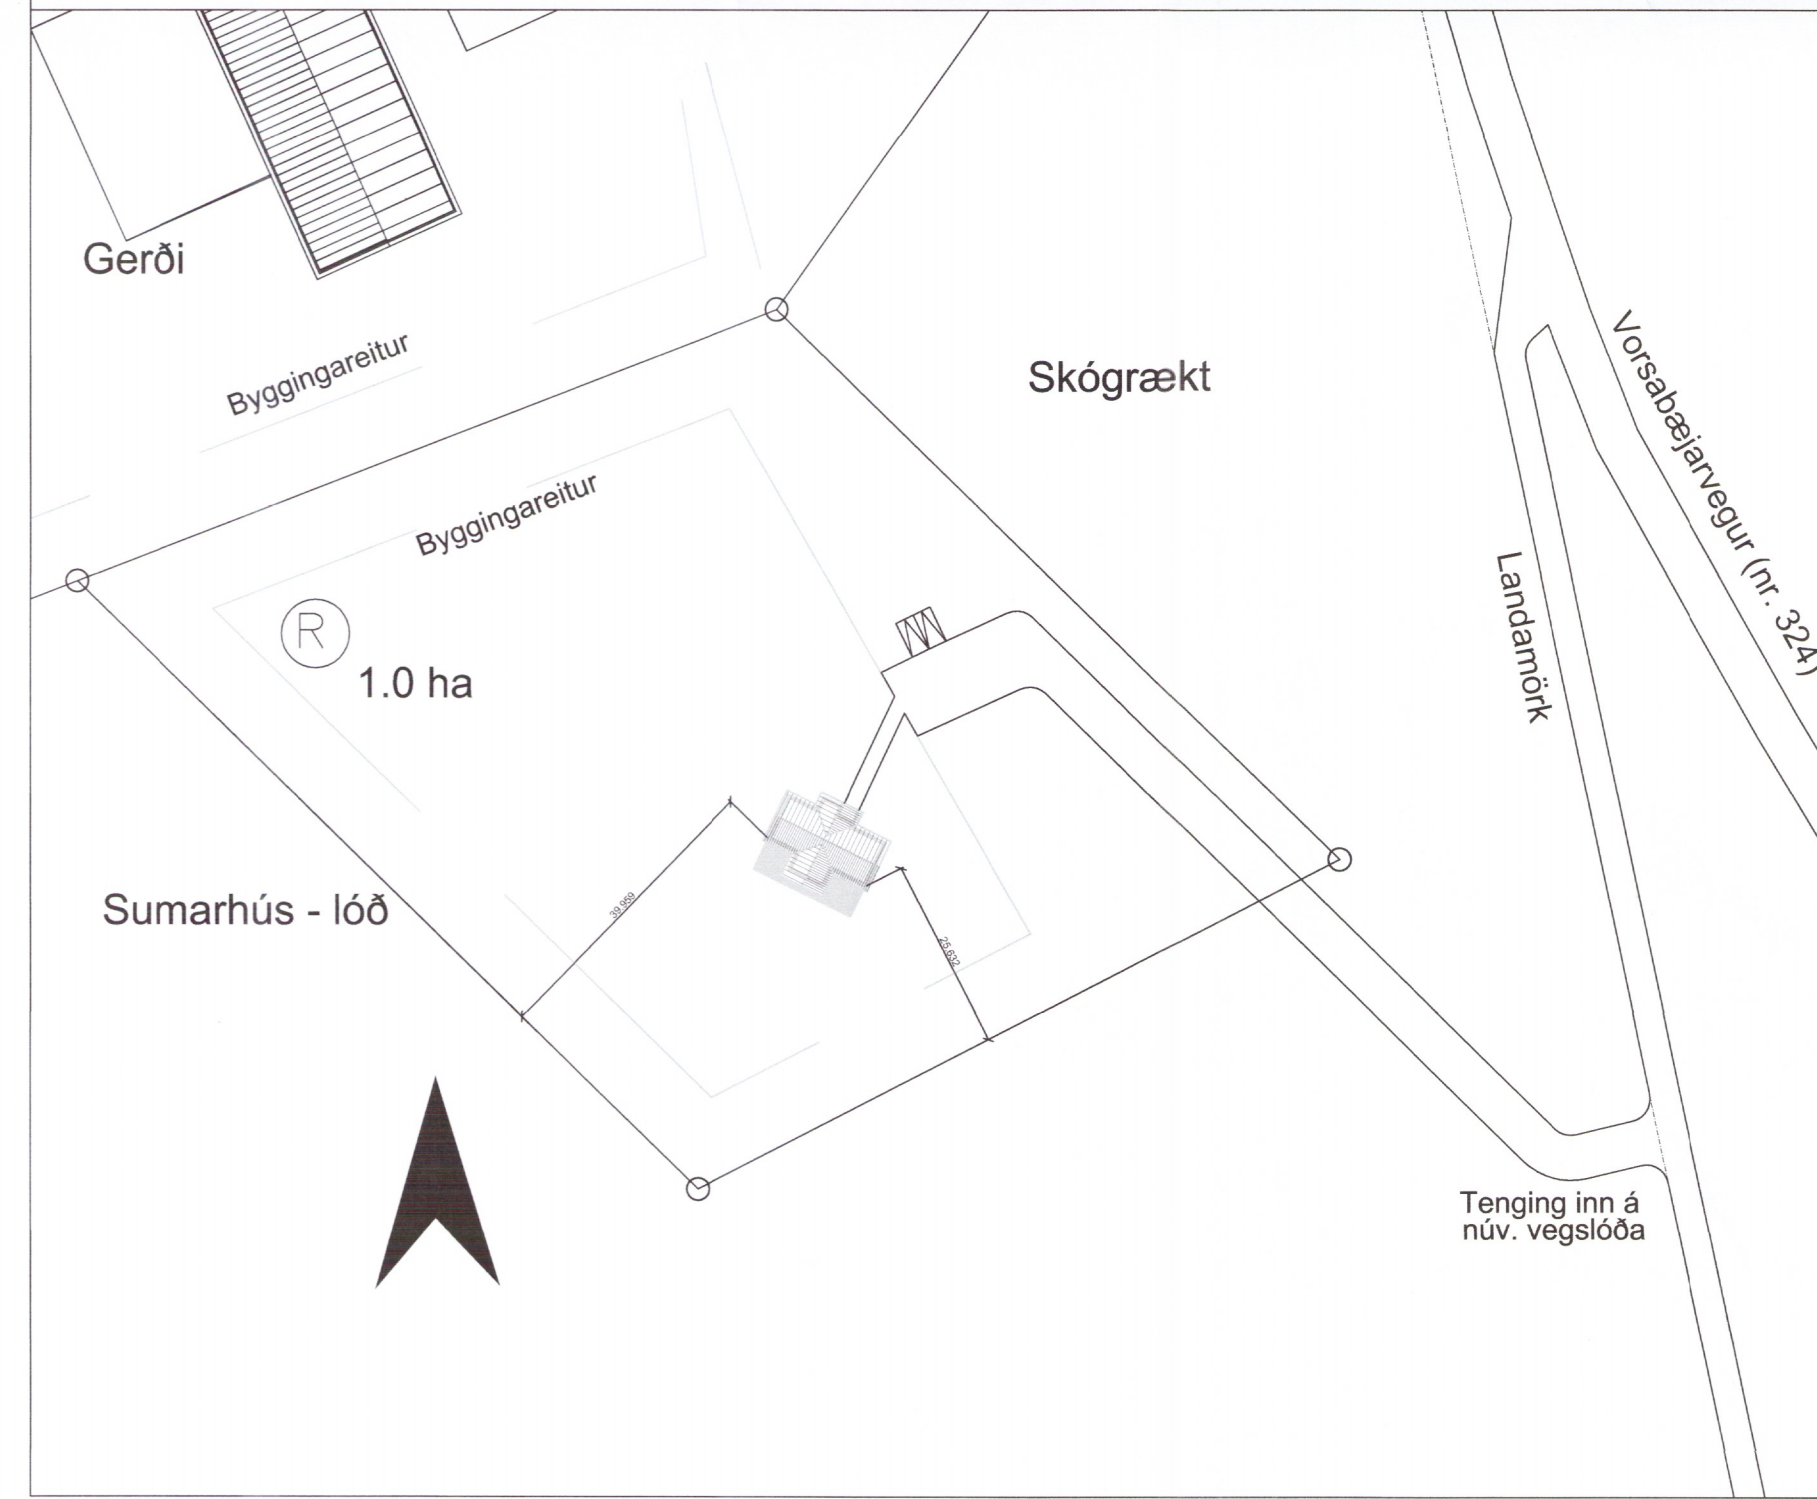 Gerði
Byggingareitur
Skógrækt
Vorsabæjarvegur (nr. 324)
Byggingareitur
R
1.0 ha
Landamörk
Sumarhús - lóð
39.959
25.632
Tenging inn á
núv. vegslóða